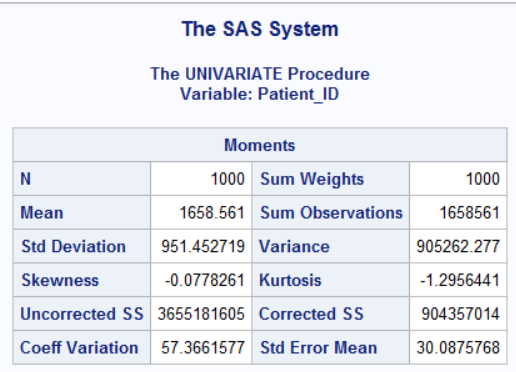 The SAS System
The UNIVARIATE Procedure
Variable: Patient_ID
Moments
N 1000 Sum Weights 1000
Mean 1658.561 Sum Observations 1658561
Std Deviation 951.452719 Variance 905262.277
Skewness -0.0778261 Kurtosis -1.2956441
Uncorrected SS 3655181605 Corrected SS 904357014
Coeff Variation 57.3661577 Std Error Mean 30.0875768